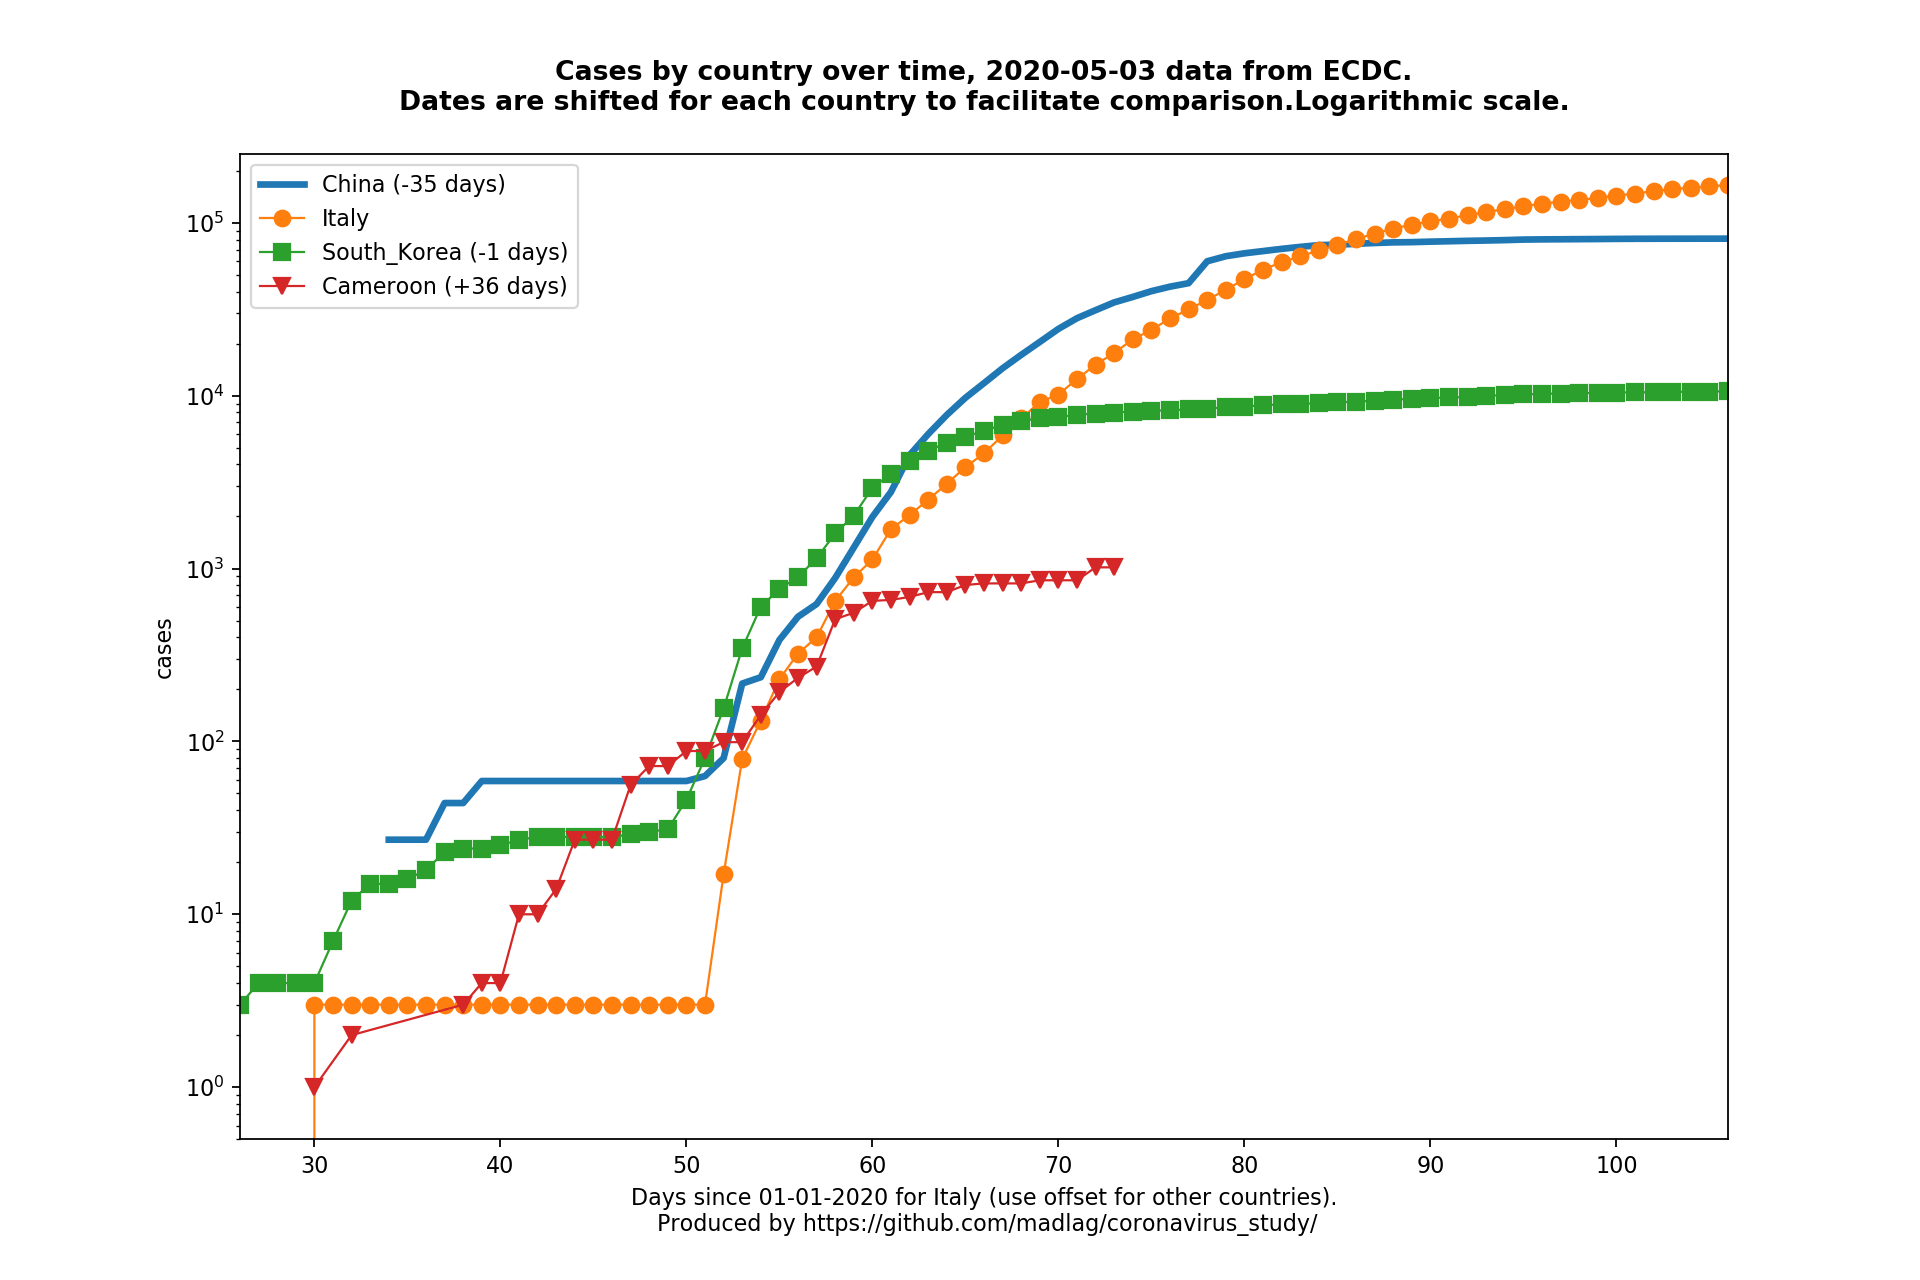 Cases by country over time, 2020-05-03 data from ECDC.
Dates are shifted for each country to facilitate comparison.Logarithmic scale.
China (-35 days)
Italy
South_Korea (-1 days)
Cameroon (+36 days)
10^5
10^4
10^3
10^2
10^1
10^0
cases
30 40 50 60 70 80 90 100
Days since 01-01-2020 for Italy (use offset for other countries).
Produced by https://github.com/madlag/coronavirus_study/